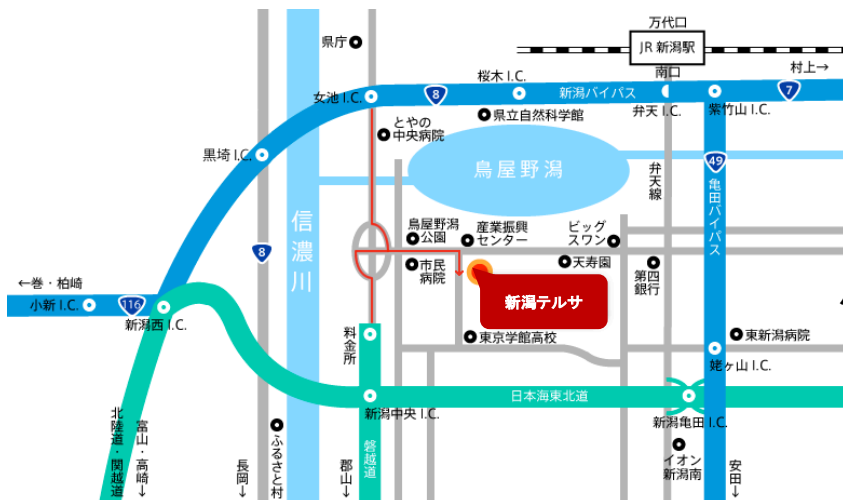 万代口
JR 新潟駅
南口
村上→
県庁
桜木 I.C.
女池 I.C.
8
新潟バイパス
弁天 I.C.
紫竹山 I.C.
7
県立自然科学館
とやの
中央病院
黒埼 I.C.
鳥屋野潟
弁天線
49
亀田バイパス
信濃川
8
鳥屋野潟
公園
産業振興
センター
ビッグ
スワン
市民
病院
天寿園
第四
銀行
新潟テルサ
←巻・柏崎
小新 I.C.
116
新潟西 I.C.
料金所
東京学館高校
東新潟病院
姥ヶ山 I.C.
日本海東北道
新潟中央 I.C.
新潟亀田 I.C.
北陸道・関越道
富山・高崎→
長岡→
ふるさと村
郡山→
磐越道
イオン
新潟南
安田→